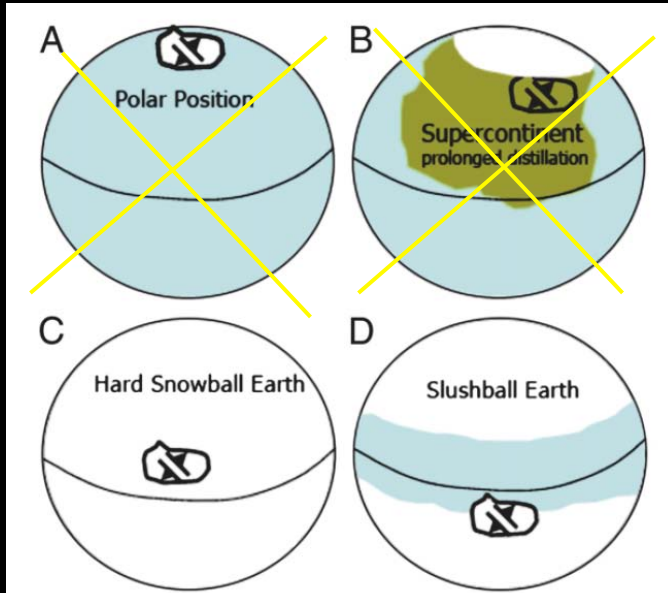 A
Polar Position
B
Supercontinent
prolonged distillation
C
Hard Snowball Earth
D
Slushball Earth